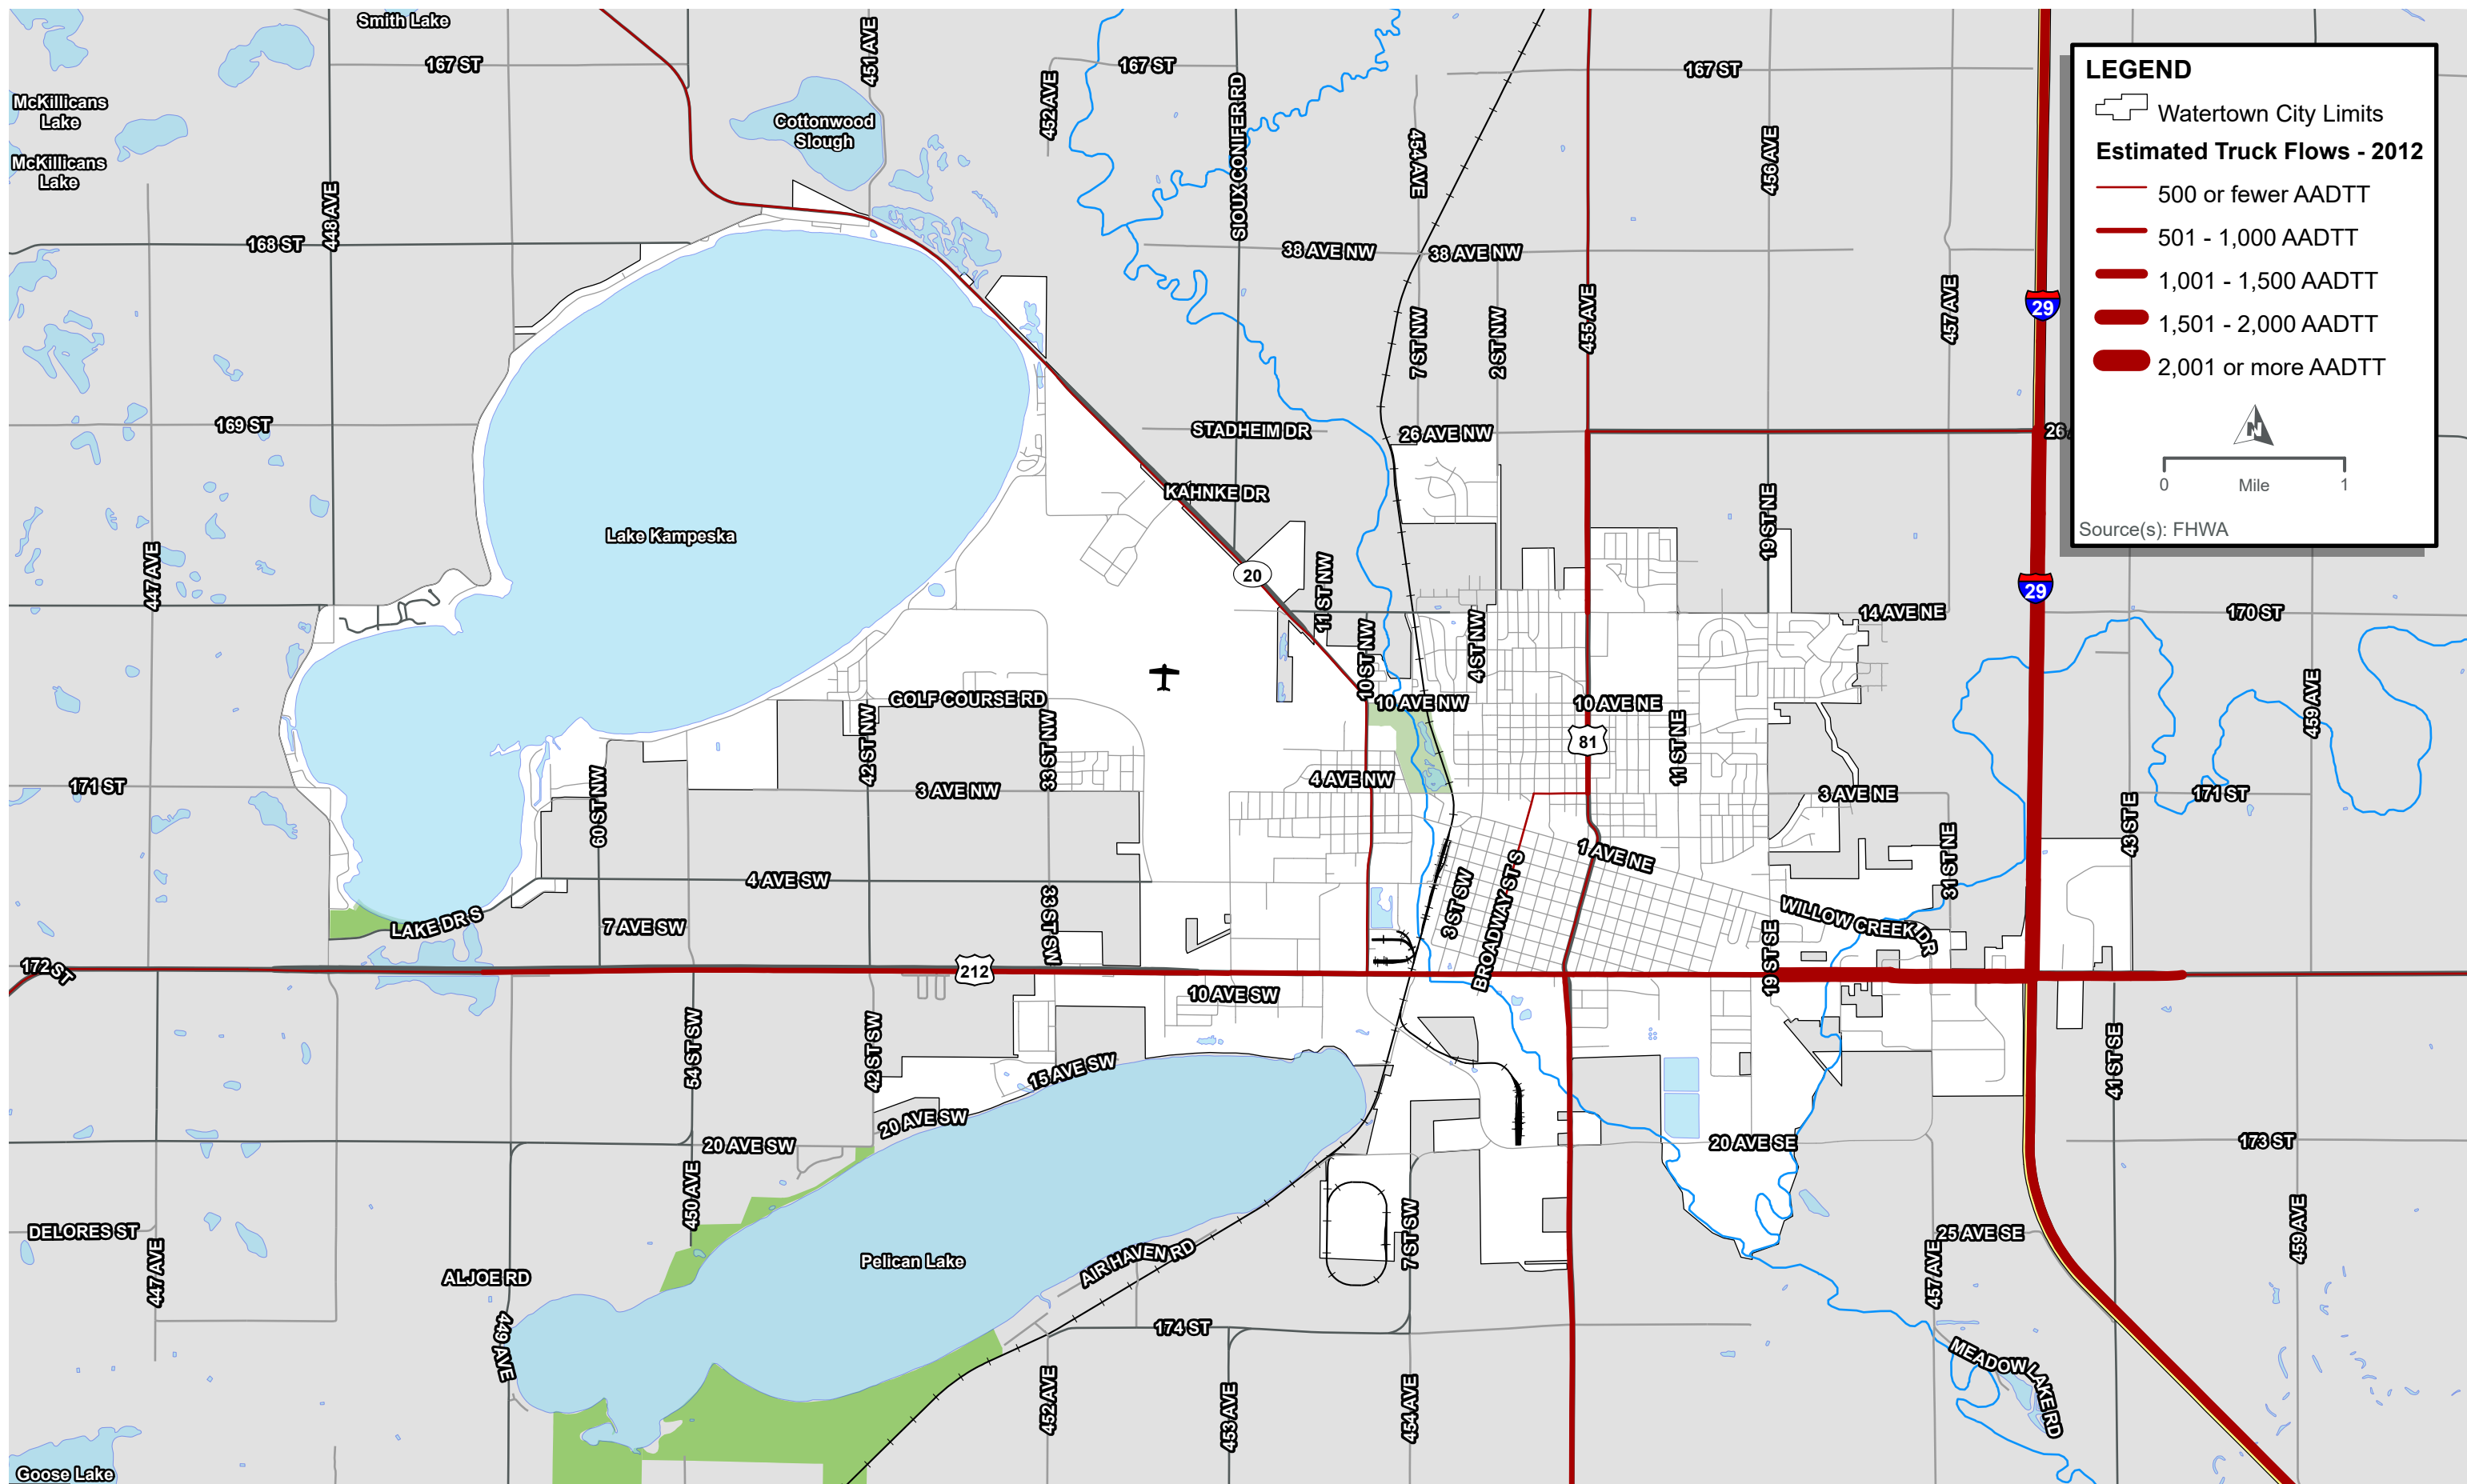 Smith Lake
167 ST
451 AVE
452 AVE
167 ST
SIOUX CONIFER RD
167 ST
454 AVE
456 AVE
McKillicans
Lake
McKillicans
Lake
Cottonwood
Slough
448 AVE
168 ST
38 AVE NW
38 AVE NW
29
455 AVE
457 AVE
7 ST NW
2 ST NW
LEGEND
Watertown City Limits
Estimated Truck Flows - 2012
500 or fewer AADTT
501 - 1,000 AADTT
1,001 - 1,500 AADTT
1,501 - 2,000 AADTT
2,001 or more AADTT
N
0 Mile 1
Source(s): FHWA
169 ST
STADHEIM DR
26 AVE NW
26
KAHNKE DR
19 ST NE
Lake Kampeska
447 AVE
20
11 ST NW
29
14 AVE NE
170 ST
10 ST NW
4 ST NW
GOLF COURSE RD
10 AVE NW
10 AVE NE
459 AVE
42 ST NW
33 ST NW
81
11 ST NE
171 ST
60 ST NW
3 AVE NW
4 AVE NW
3 AVE NE
171 ST
43 ST E
1 AVE NE
31 ST NE
4 AVE SW
3 ST SW
BROADWAY ST S
33 ST SW
LAKE DR S
7 AVE SW
WILLOW CREEK DR
19 ST SE
172 ST
212
10 AVE SW
54 ST SW
42 ST SW
15 AVE SW
41 ST SE
20 AVE SW
20 AVE SW
20 AVE SE
173 ST
450 AVE
DELORES ST
447 AVE
Pelican Lake
AIR HAVEN RD
7 ST SW
25 AVE SE
457 AVE
459 AVE
ALJOE RD
449 AVE
174 ST
MEADOW LAKE RD
452 AVE
453 AVE
454 AVE
Goose Lake